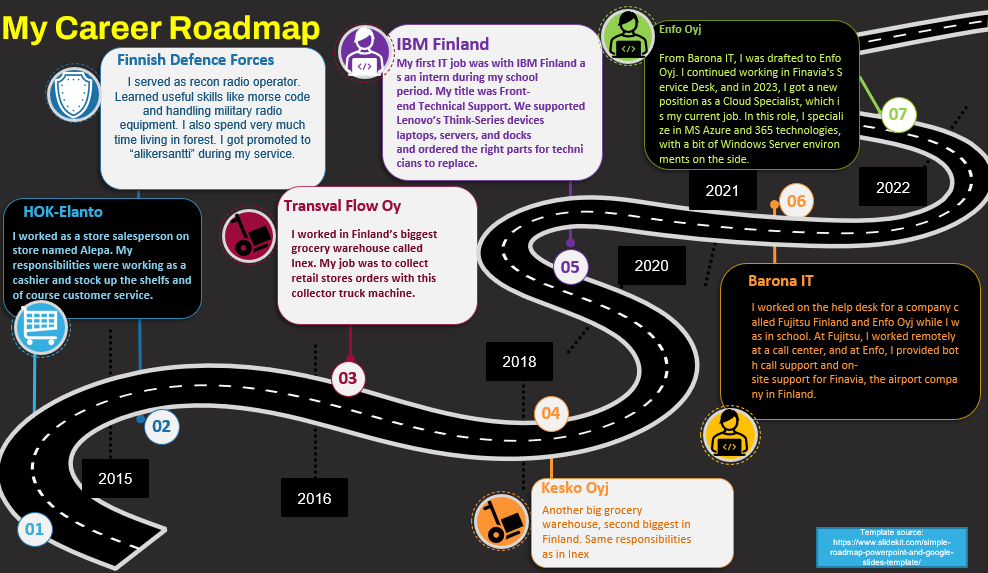 My Career Roadmap
Finnish Defence Forces
I served as recon radio operator.
Learned useful skills like morse code
and handling military radio
equipment. I also spend very much
time living in forest. I got promoted to
“alikersantti” during my service.
IBM Finland
My first IT job was with IBM Finland a
s an intern during my school
period. My title was Front-
end Technical Support. We supported
Lenovo’s Think-Series devices
laptops, servers, and docks
and ordered the right parts for techni
cians to replace.
Enfo Oyj
From Barona IT, I was drafted to Enfo
Oyj. I continued working in Finavia's S
ervice Desk, and in 2023, I got a new
position as a Cloud Specialist, which i
s my current job. In this role, I speciali
ze in MS Azure and 365 technologies,
with a bit of Windows Server environ
ments on the side.
07
HOK-Elanto
I worked as a store salesperson on
store named Alepa. My
responsibilities were working as a
cashier and stock up the shelfs and
of course customer service.
Transval Flow Oy
I worked in Finland’s biggest
grocery warehouse called
Inex. My job was to collect
retail stores orders with this
collector truck machine.
2021
2022
06
05
2020
Barona IT
I worked on the help desk for a company c
alled Fujitsu Finland and Enfo Oyj while I w
as in school. At Fujitsu, I worked remotely
at a call center, and at Enfo, I provided bot
h call support and on-
site support for Finavia, the airport compa
ny in Finland.
2018
03
04
02
2015
2016
01
Kesko Oyj
Another big grocery
warehouse, second biggest in
Finland. Same responsibilities
as in Inex
Template source:
https://www.slidekit.com/simple-
roadmap-powerpoint-and-google-
slides-template/